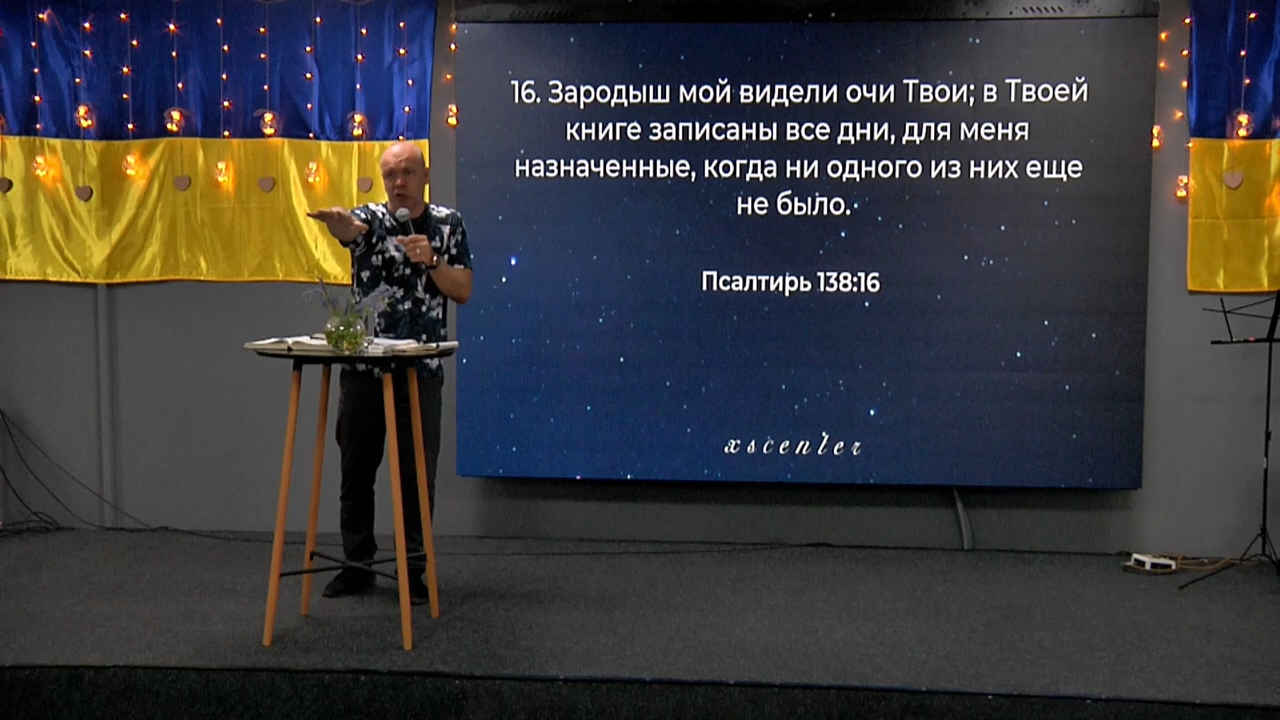 16. Зародыш мой видели очи Твои; в Твоей
книге записаны все дни, для меня
назначенные, когда ни одного из них еще
не было.
Псалтирь 138:16
xscenter